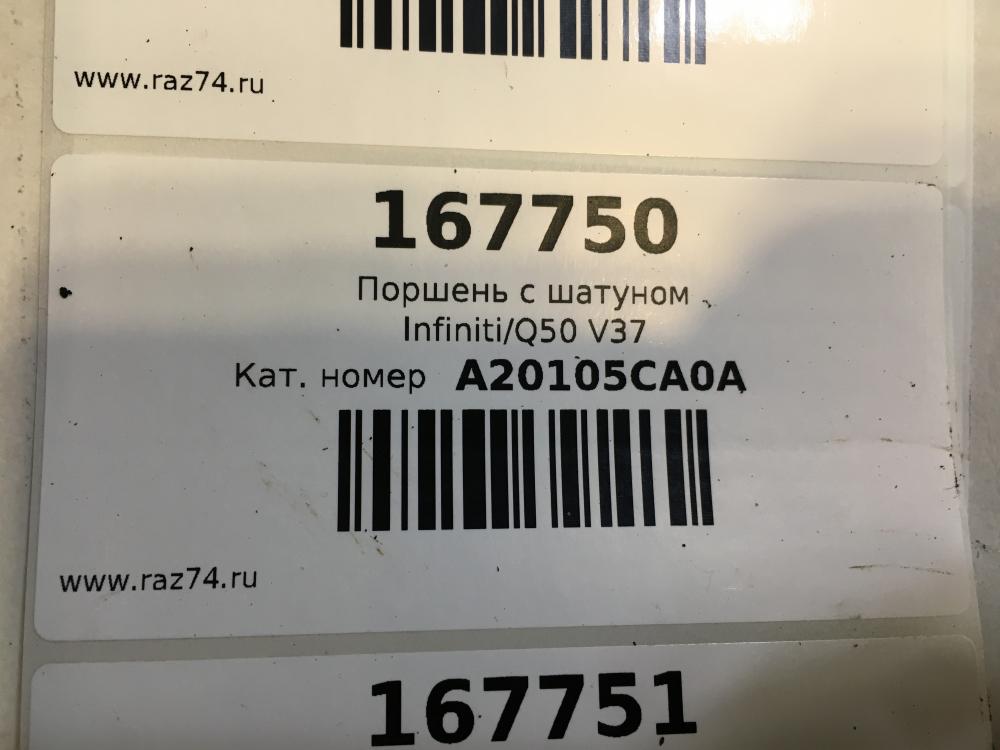 www.raz74.ru
167750
Поршень с шатуном
Infiniti/Q50 V37
Кат. номер A20105CA0A
www.raz74.ru
167751